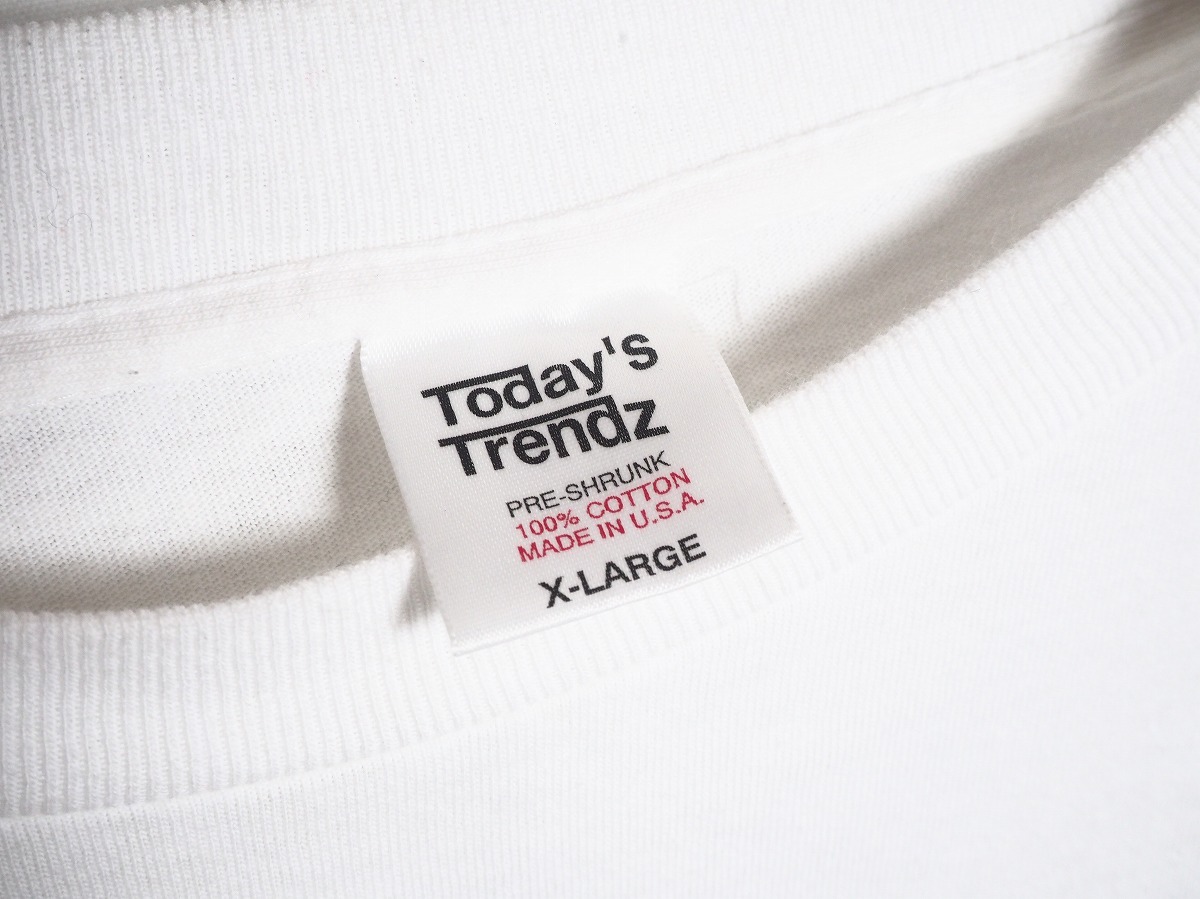 Today's
Trendz
PRE-SHRUNK
100% COTTON
MADE IN U.S.A.
X-LARGE